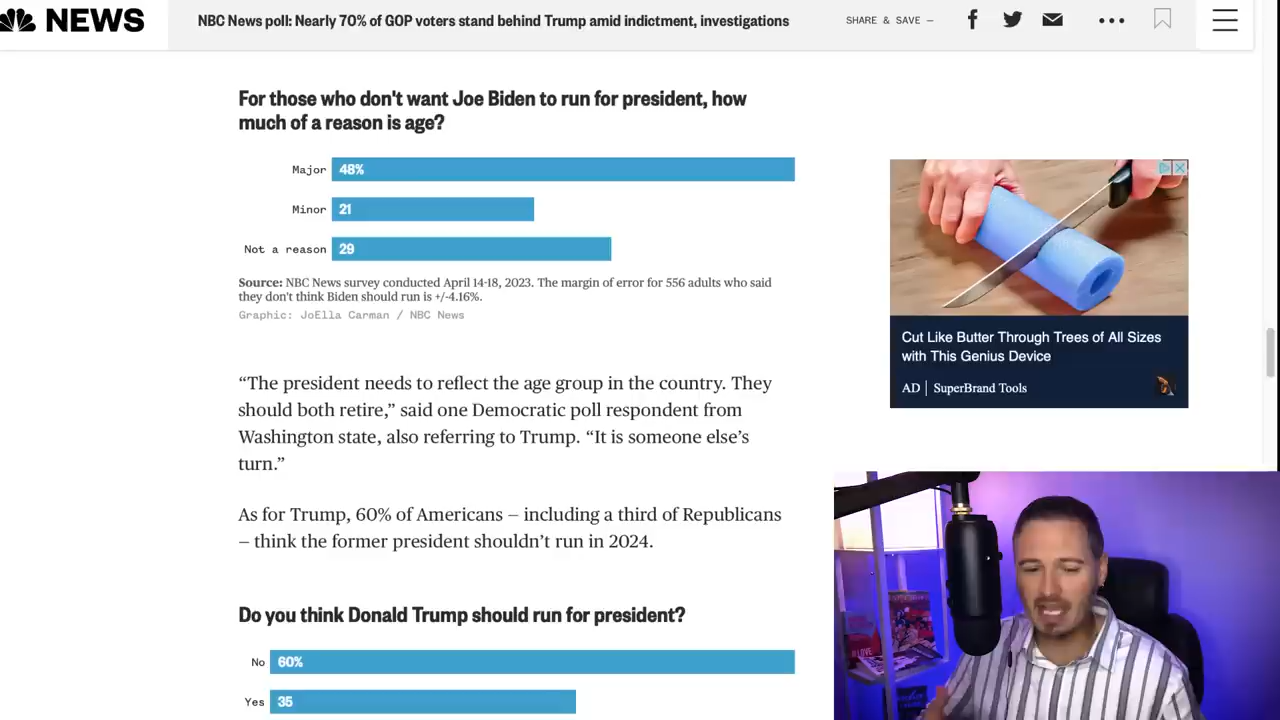 NEWS
NBC News poll: Nearly 70% of GOP voters stand behind Trump amid indictment, investigations
SHARE & SAVE —
For those who don't want Joe Biden to run for president, how
much of a reason is age?
Major 48%
Minor 21
Not a reason 29
Source: NBC News survey conducted April 14-18, 2023. The margin of error for 556 adults who said
they don't think Biden should run is +/-4.16%.
Graphic: JoElla Carman / NBC News
Cut Like Butter Through Trees of All Sizes
with This Genius Device
AD | SuperBrand Tools
“The president needs to reflect the age group in the country. They
should both retire,” said one Democratic poll respondent from
Washington state, also referring to Trump. “It is someone else’s
turn.”
As for Trump, 60% of Americans — including a third of Republicans
— think the former president shouldn’t run in 2024.
Do you think Donald Trump should run for president?
No 60%
Yes 35